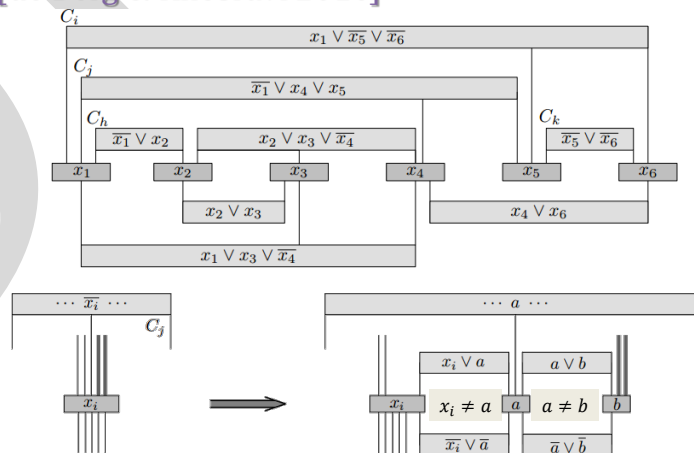 C_i
x_1 ∨ \overline{x_5} ∨ \overline{x_6}
C_j
\overline{x_1} ∨ x_4 ∨ x_5
C_h
C_k
\overline{x_1} ∨ x_2
x_2 ∨ x_3 ∨ \overline{x_4}
\overline{x_5} ∨ \overline{x_6}
x_1 x_2 x_3 x_4 x_5 x_6
x_2 ∨ x_3
x_4 ∨ x_6
x_1 ∨ x_3 ∨ \overline{x_4}
··· \overline{x_i} ···
··· a ···
C_j
x_i ∨ a
a ∨ b
x_i
x_i
x_i ≠ a
a
a ≠ b
b
\overline{x_i} ∨ \overline{a}
\overline{a} ∨ \overline{b}